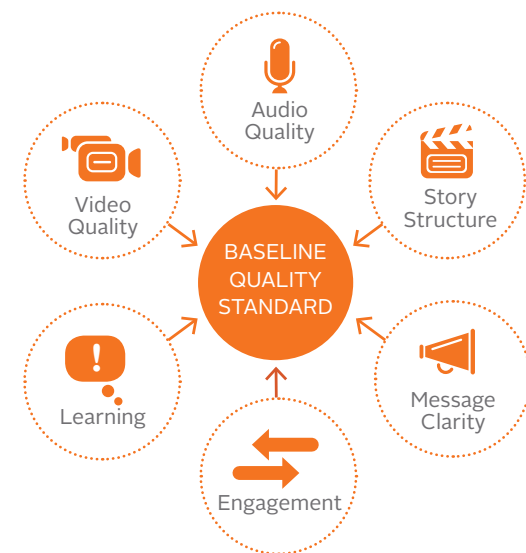 Audio
Quality
Story
Structure
Message
Clarity
Engagement
Learning
Video
Quality
BASELINE
QUALITY
STANDARD